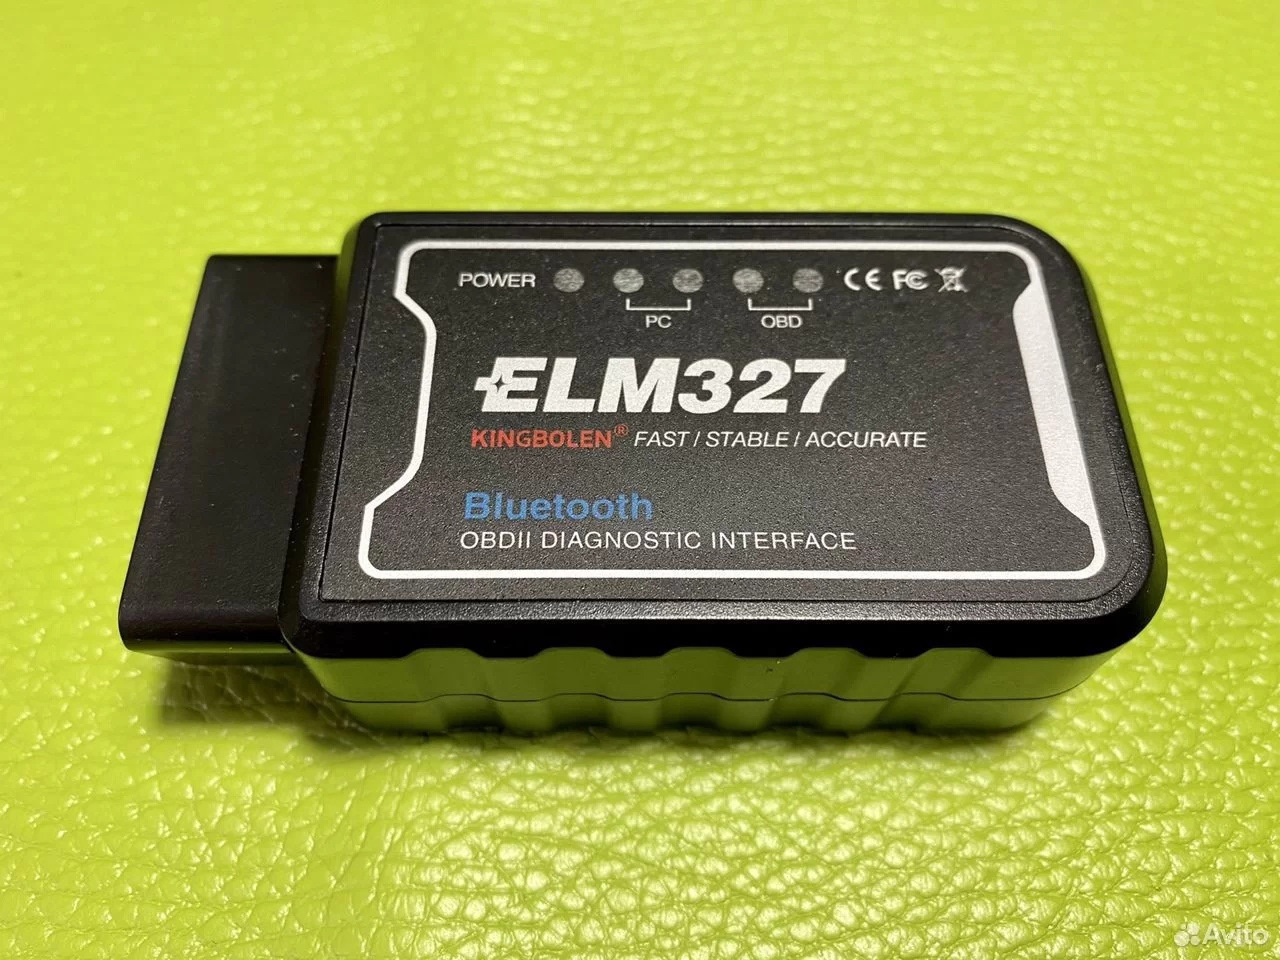 POWER
PC
OBD
CE FC
ELM327
KINGBOLEN® FAST / STABLE / ACCURATE
Bluetooth
OBDII DIAGNOSTIC INTERFACE
Avito